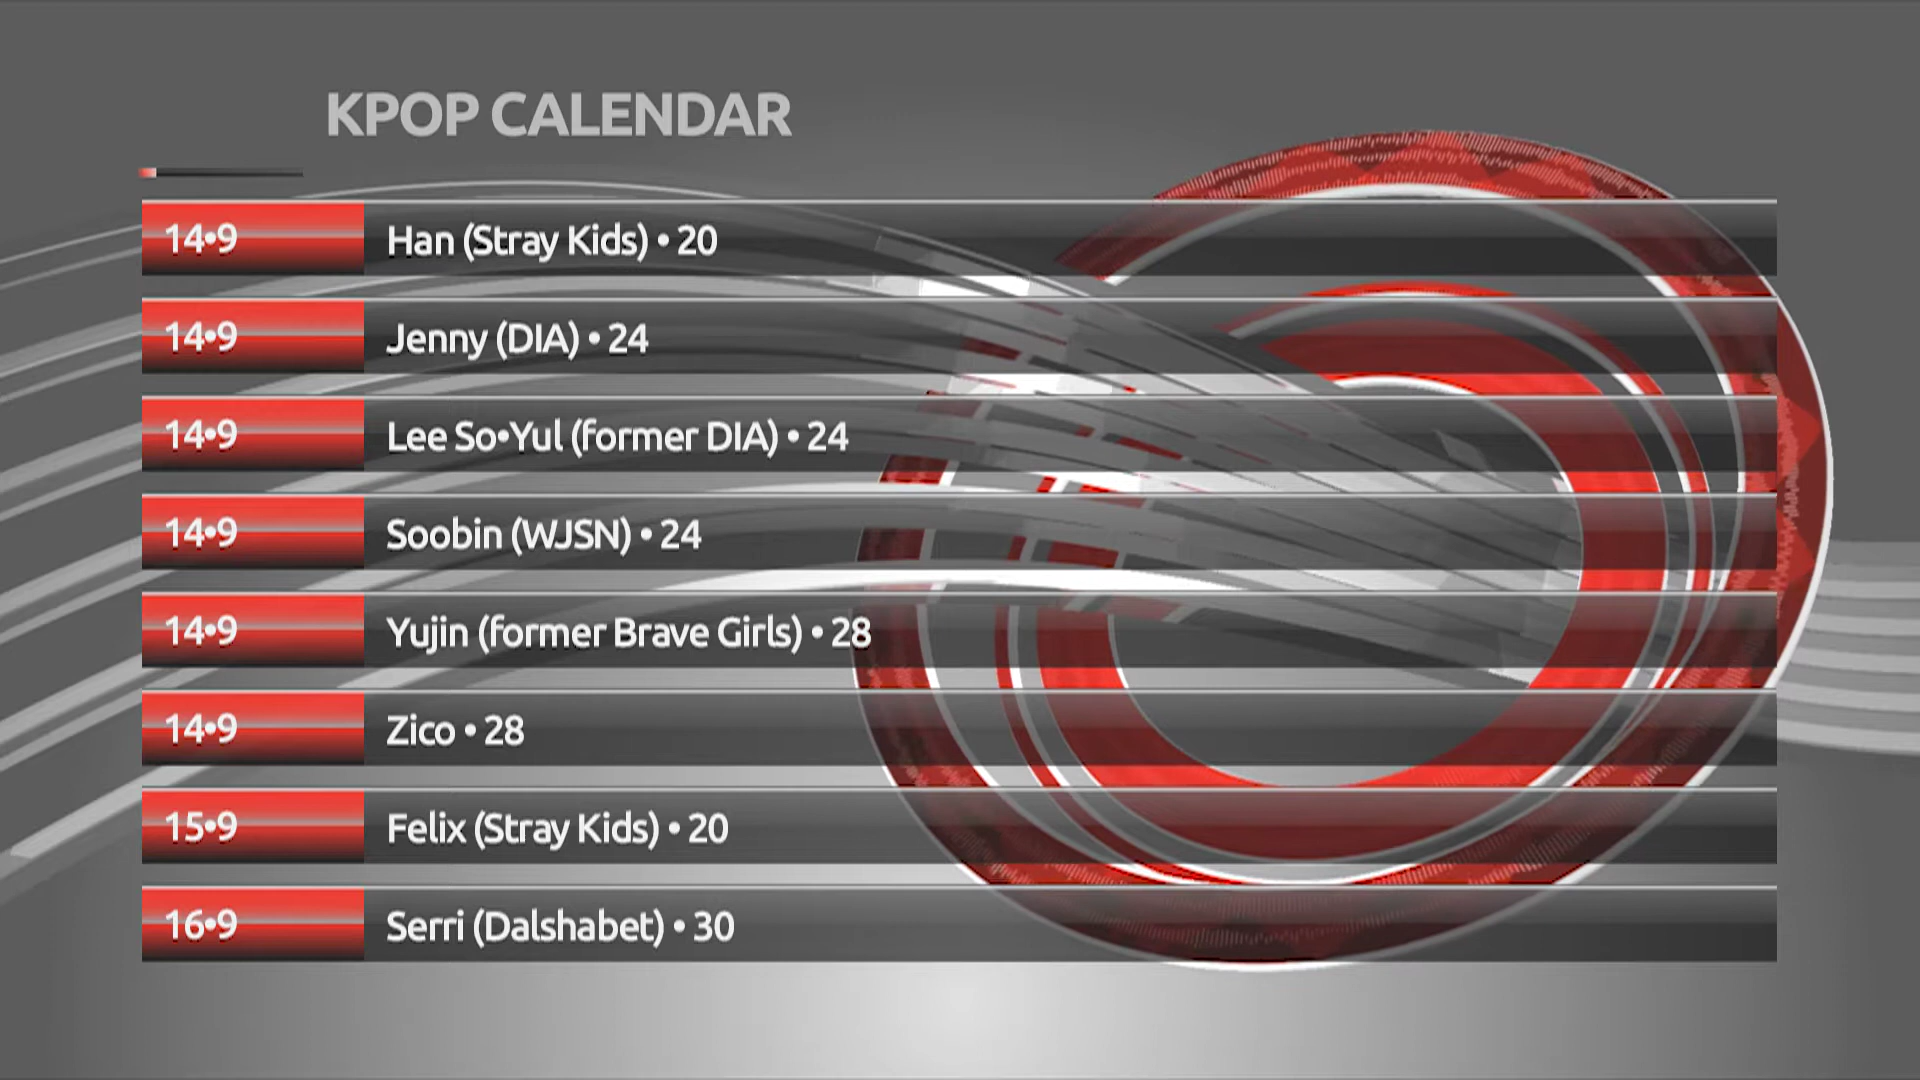 KPOP CALENDAR
14•9 Han (Stray Kids) • 20
14•9 Jenny (DIA) • 24
14•9 Lee So•Yul (former DIA) • 24
14•9 Soobin (WJSN) • 24
14•9 Yujin (former Brave Girls) • 28
14•9 Zico • 28
15•9 Felix (Stray Kids) • 20
16•9 Serri (Dalshabet) • 30